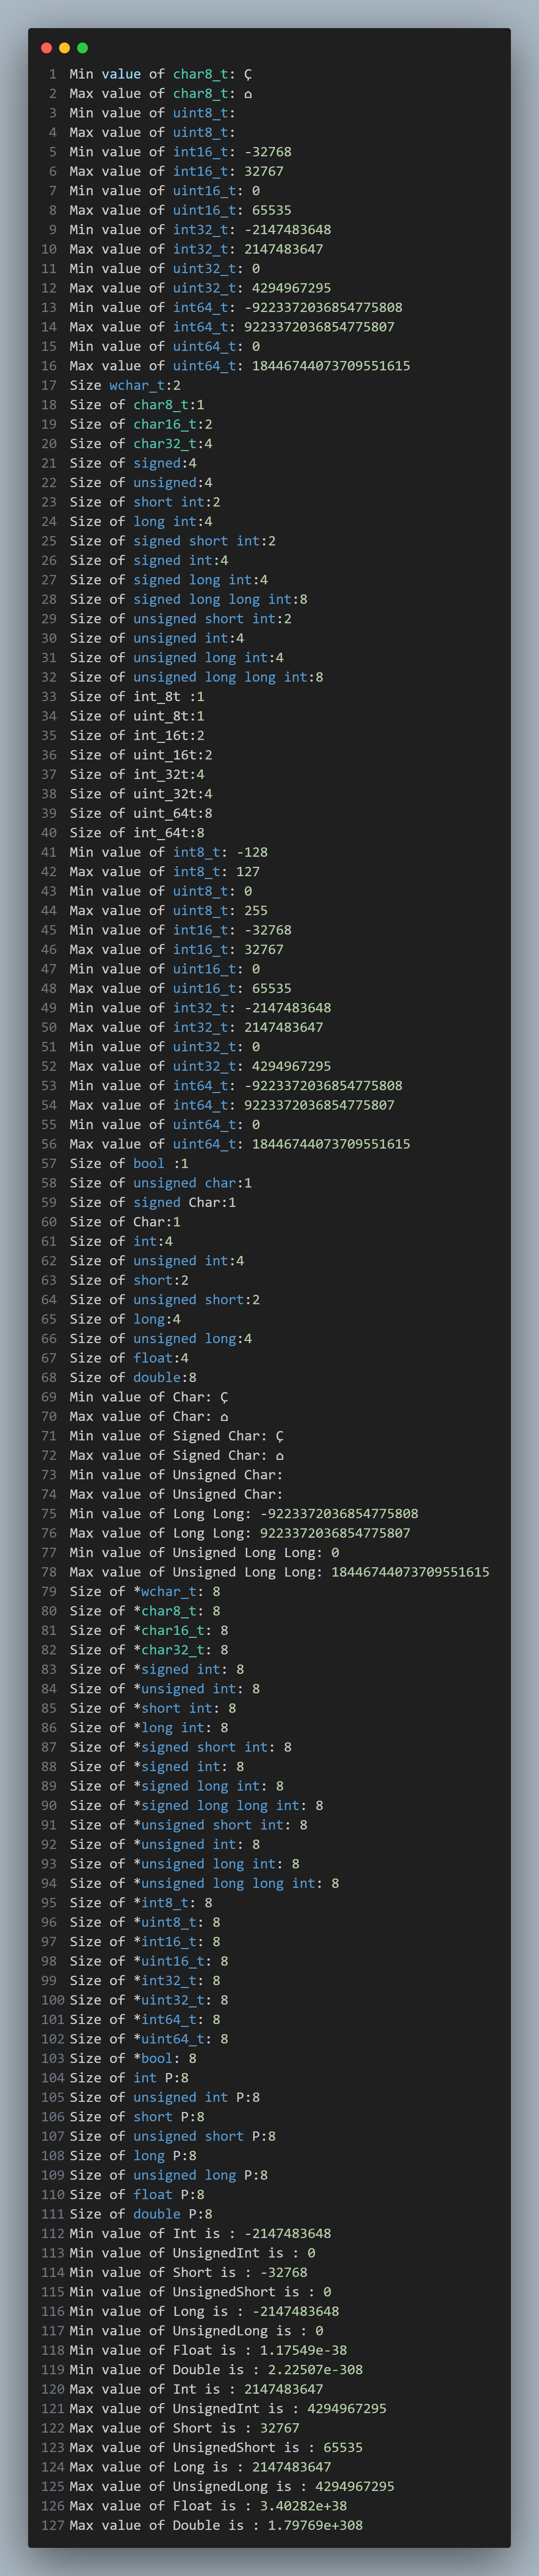 1 Min value of char8_t: Ç
2 Max value of char8_t: ⌂
3 Min value of uint8_t:
4 Max value of uint8_t:
5 Min value of int16_t: -32768
6 Max value of int16_t: 32767
7 Min value of uint16_t: 0
8 Max value of uint16_t: 65535
9 Min value of int32_t: -2147483648
10 Max value of int32_t: 2147483647
11 Min value of uint32_t: 0
12 Max value of uint32_t: 4294967295
13 Min value of int64_t: -9223372036854775808
14 Max value of int64_t: 9223372036854775807
15 Min value of uint64_t: 0
16 Max value of uint64_t: 18446744073709551615
17 Size wchar_t:2
18 Size of char8_t:1
19 Size of char16_t:2
20 Size of char32_t:4
21 Size of signed:4
22 Size of unsigned:4
23 Size of short int:2
24 Size of long int:4
25 Size of signed short int:2
26 Size of signed int:4
27 Size of signed long int:4
28 Size of signed long long int:8
29 Size of unsigned short int:2
30 Size of unsigned int:4
31 Size of unsigned long int:4
32 Size of unsigned long long int:8
33 Size of int_8t :1
34 Size of uint_8t:1
35 Size of int_16t:2
36 Size of uint_16t:2
37 Size of int_32t:4
38 Size of uint_32t:4
39 Size of uint_64t:8
40 Size of int_64t:8
41 Min value of int8_t: -128
42 Max value of int8_t: 127
43 Min value of uint8_t: 0
44 Max value of uint8_t: 255
45 Min value of int16_t: -32768
46 Max value of int16_t: 32767
47 Min value of uint16_t: 0
48 Max value of uint16_t: 65535
49 Min value of int32_t: -2147483648
50 Max value of int32_t: 2147483647
51 Min value of uint32_t: 0
52 Max value of uint32_t: 4294967295
53 Min value of int64_t: -9223372036854775808
54 Max value of int64_t: 9223372036854775807
55 Min value of uint64_t: 0
56 Max value of uint64_t: 18446744073709551615
57 Size of bool :1
58 Size of unsigned char:1
59 Size of signed Char:1
60 Size of Char:1
61 Size of int:4
62 Size of unsigned int:4
63 Size of short:2
64 Size of unsigned short:2
65 Size of long:4
66 Size of unsigned long:4
67 Size of float:4
68 Size of double:8
69 Min value of Char: Ç
70 Max value of Char: ⌂
71 Min value of Signed Char: Ç
72 Max value of Signed Char: ⌂
73 Min value of Unsigned Char:
74 Max value of Unsigned Char:
75 Min value of Long Long: -9223372036854775808
76 Max value of Long Long: 9223372036854775807
77 Min value of Unsigned Long Long: 0
78 Max value of Unsigned Long Long: 18446744073709551615
79 Size of *wchar_t: 8
80 Size of *char8_t: 8
81 Size of *char16_t: 8
82 Size of *char32_t: 8
83 Size of *signed int: 8
84 Size of *unsigned int: 8
85 Size of *short int: 8
86 Size of *long int: 8
87 Size of *signed short int: 8
88 Size of *signed int: 8
89 Size of *signed long int: 8
90 Size of *signed long long int: 8
91 Size of *unsigned short int: 8
92 Size of *unsigned int: 8
93 Size of *unsigned long int: 8
94 Size of *unsigned long long int: 8
95 Size of *int8_t: 8
96 Size of *uint8_t: 8
97 Size of *int16_t: 8
98 Size of *uint16_t: 8
99 Size of *int32_t: 8
100 Size of *uint32_t: 8
101 Size of *int64_t: 8
102 Size of *uint64_t: 8
103 Size of *bool: 8
104 Size of int P:8
105 Size of unsigned int P:8
106 Size of short P:8
107 Size of unsigned short P:8
108 Size of long P:8
109 Size of unsigned long P:8
110 Size of float P:8
111 Size of double P:8
112 Min value of Int is : -2147483648
113 Min value of UnsignedInt is : 0
114 Min value of Short is : -32768
115 Min value of UnsignedShort is : 0
116 Min value of Long is : -2147483648
117 Min value of UnsignedLong is : 0
118 Min value of Float is : 1.17549e-38
119 Min value of Double is : 2.22507e-308
120 Max value of Int is : 2147483647
121 Max value of UnsignedInt is : 4294967295
122 Max value of Short is : 32767
123 Max value of UnsignedShort is : 65535
124 Max value of Long is : 2147483647
125 Max value of UnsignedLong is : 4294967295
126 Max value of Float is : 3.40282e+38
127 Max value of Double is : 1.79769e+308